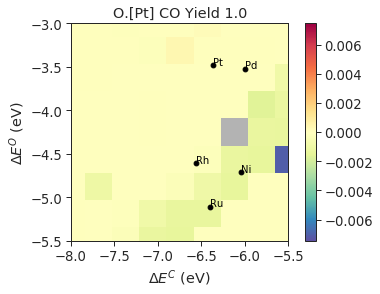 O.[Pt] CO Yield 1.0
−3.0
−3.5
−4.0
−4.5
−5.0
−5.5
ΔE^O (eV)
Pt
Pd
Rh
Ni
Ru
−8.0 −7.5 −7.0 −6.5 −6.0 −5.5
ΔE^C (eV)
0.006
0.004
0.002
0.000
−0.002
−0.004
−0.006